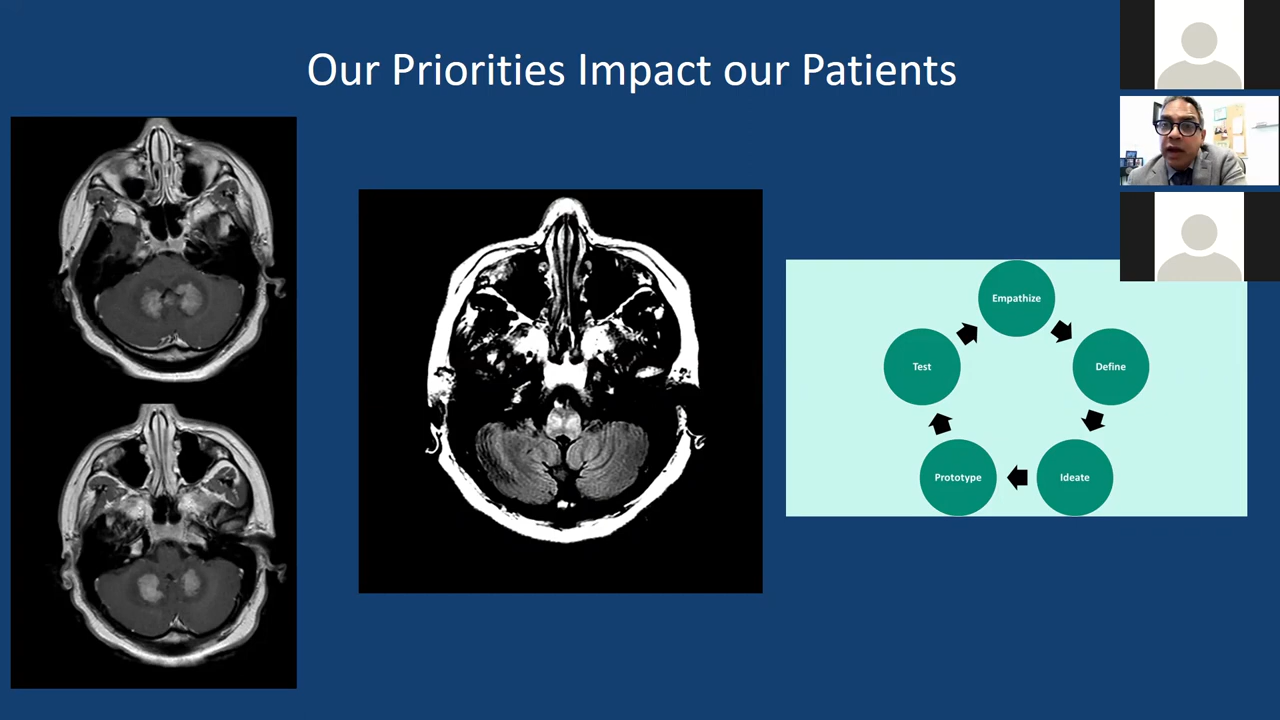 Our Priorities Impact our Patients
Empathize
Test
Define
Prototype
Ideate